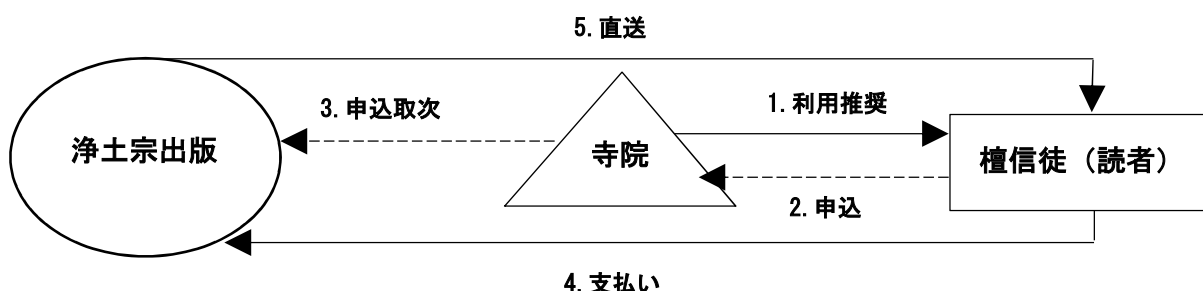 5. 直送
3. 申込取次
1. 利用推奨
浄土宗出版
寺院
檀信徒（読者）
2. 申込
4. 支払い